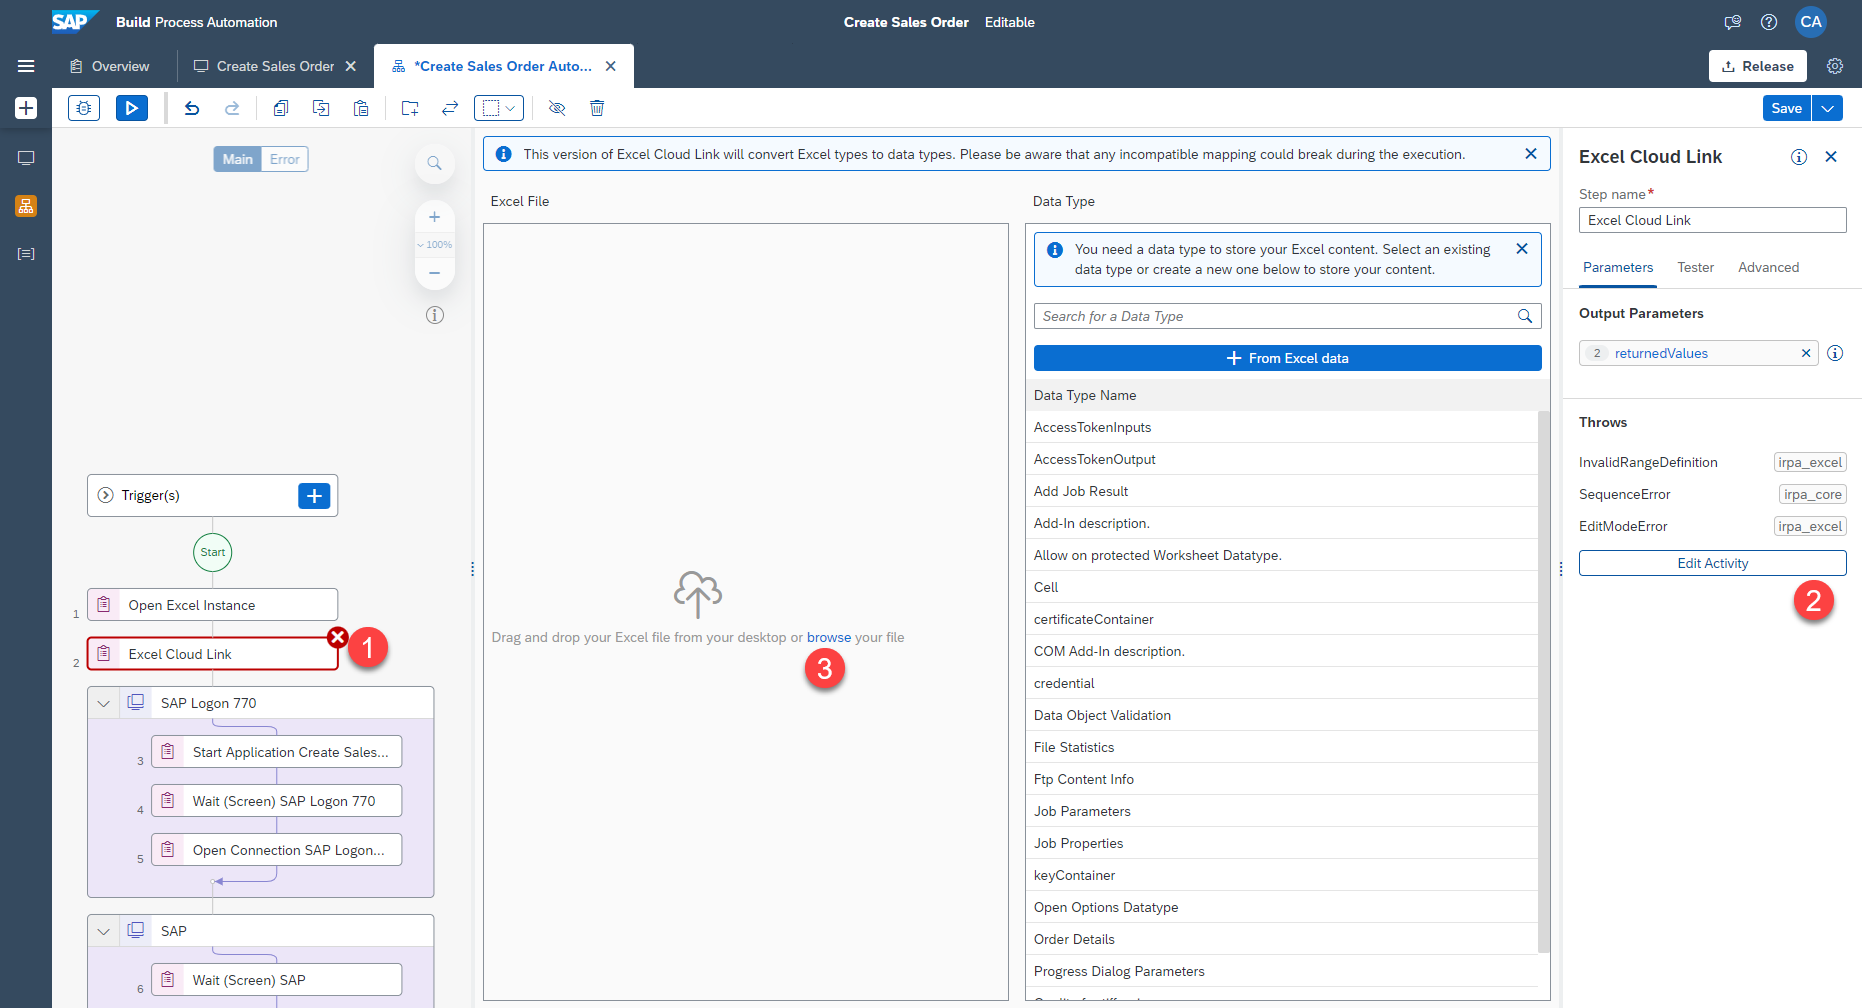 SAP Build Process Automation
Create Sales Order Editable
CA
Overview
Create Sales Order
*Create Sales Order Auto...
Release
Save
Main Error
100%
Trigger(s)
Start
1 Open Excel Instance
2 Excel Cloud Link
1
SAP Logon 770
3 Start Application Create Sales...
4 Wait (Screen) SAP Logon 770
5 Open Connection SAP Logon...
SAP
6 Wait (Screen) SAP
This version of Excel Cloud Link will convert Excel types to data types. Please be aware that any incompatible mapping could break during the execution.
Excel File
Drag and drop your Excel file from your desktop or browse your file
3
Data Type
You need a data type to store your Excel content. Select an existing
data type or create a new one below to store your content.
Search for a Data Type
From Excel data
Data Type Name
AccessTokenInputs
AccessTokenOutput
Add Job Result
Add-In description.
Allow on protected Worksheet Datatype.
Cell
certificateContainer
COM Add-In description.
credential
Data Object Validation
File Statistics
Ftp Content Info
Job Parameters
Job Properties
keyContainer
Open Options Datatype
Order Details
Progress Dialog Parameters
Excel Cloud Link
Step name*
Excel Cloud Link
Parameters Tester Advanced
Output Parameters
2 returnedValues
Throws
InvalidRangeDefinition irpa_excel
SequenceError irpa_core
EditModeError irpa_excel
Edit Activity
2